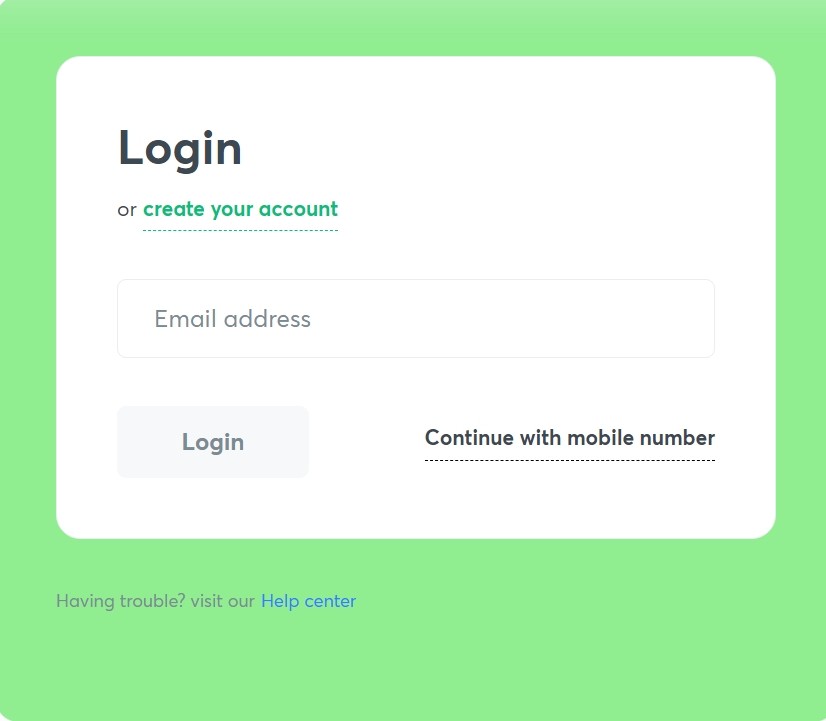 Login
or create your account
Email address
Login
Continue with mobile number
Having trouble? visit our Help center